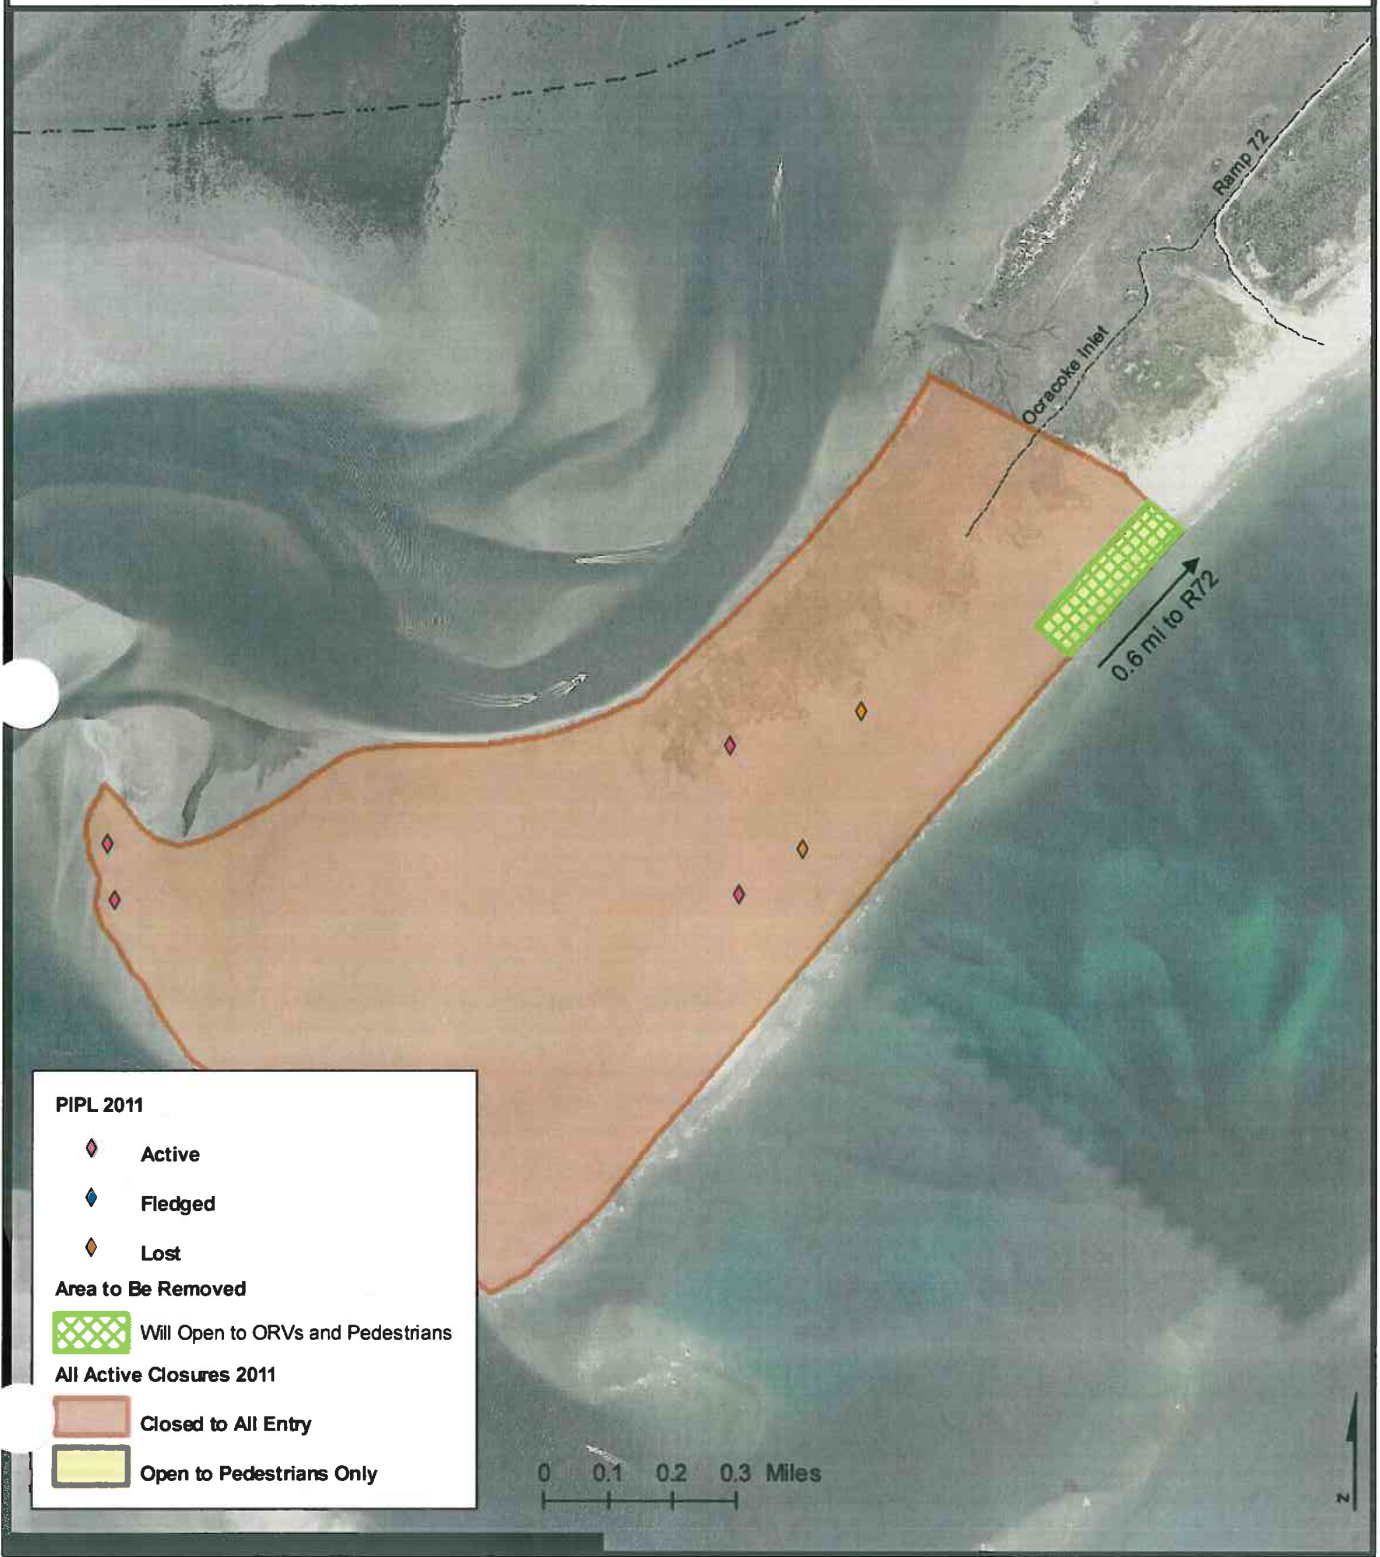 Ramp 72
Ocracoke Inlet
0.6 mi to R72
PIPL 2011
Active
Fledged
Lost
Area to Be Removed
Will Open to ORVs and Pedestrians
All Active Closures 2011
Closed to All Entry
Open to Pedestrians Only
0 0.1 0.2 0.3 Miles
N